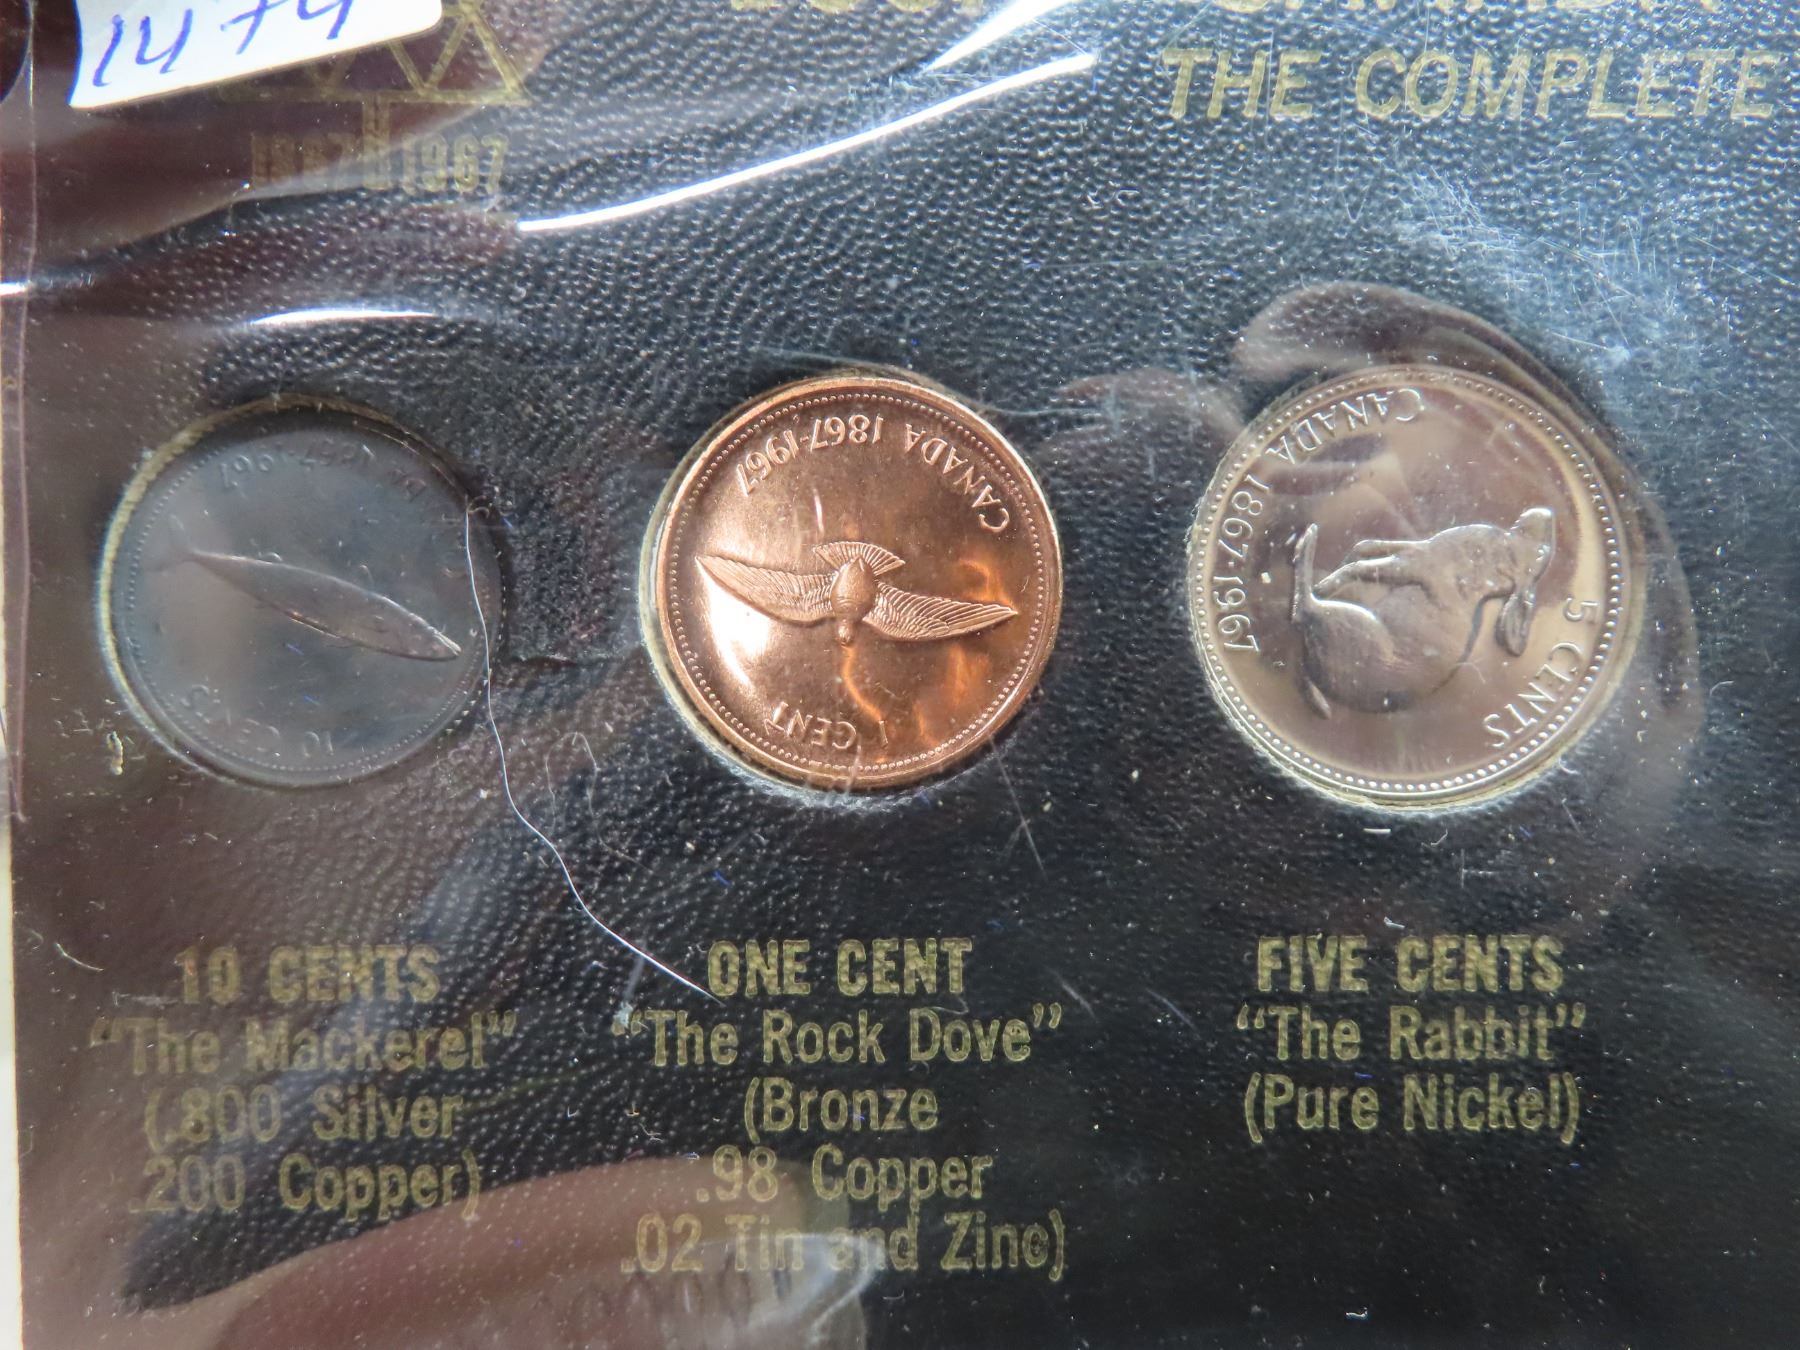 1474
THE COMPLETE
1867 1967
CANADA 1867-1967
1 CENT
CANADA 1867-1967
5 CENTS
10 CENTS
10 CENTS
"The Mackerel"
(.800 Silver
.200 Copper)
ONE CENT
"The Rock Dove"
(Bronze
.98 Copper
.02 Tin and Zinc)
FIVE CENTS
"The Rabbit"
(Pure Nickel)